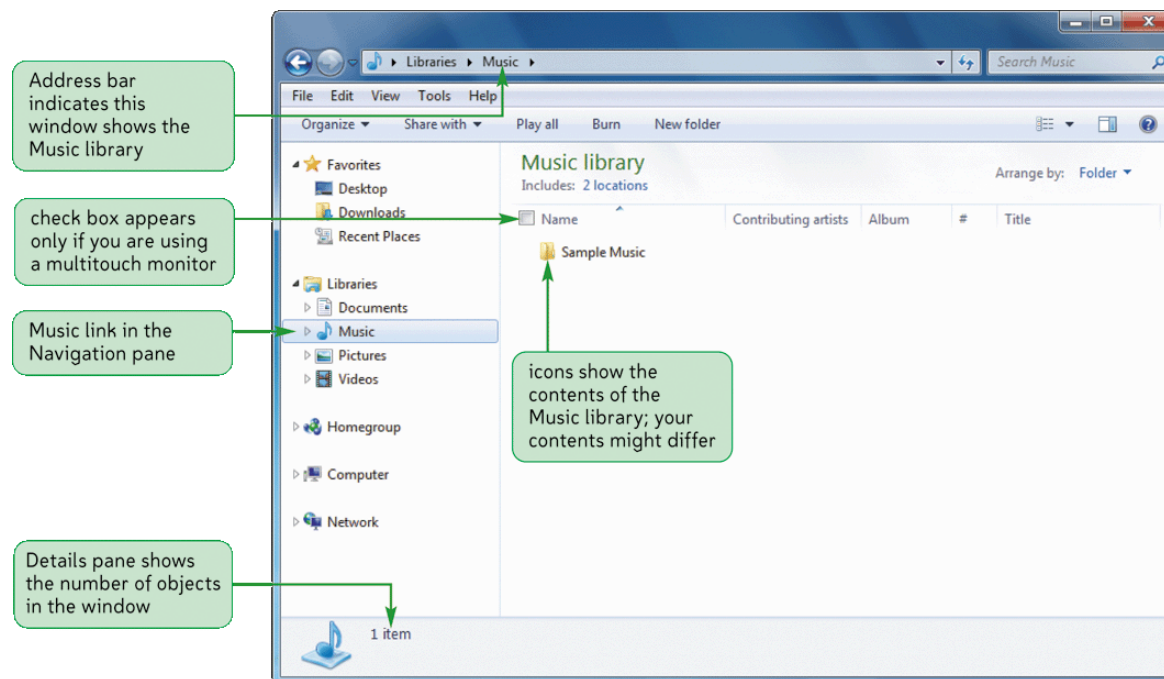 Address bar
indicates this
window shows the
Music library
check box appears
only if you are using
a multitouch monitor
Music link in the
Navigation pane
Details pane shows
the number of objects
in the window
Libraries Music
Search Music
File Edit View Tools Help
Organize Share with Play all Burn New folder
Favorites
Desktop
Downloads
Recent Places
Libraries
Documents
Music
Pictures
Videos
Homegroup
Computer
Network
Music library
Includes: 2 locations
Arrange by: Folder
Name Contributing artists Album # Title
Sample Music
icons show the
contents of the
Music library; your
contents might differ
1 item